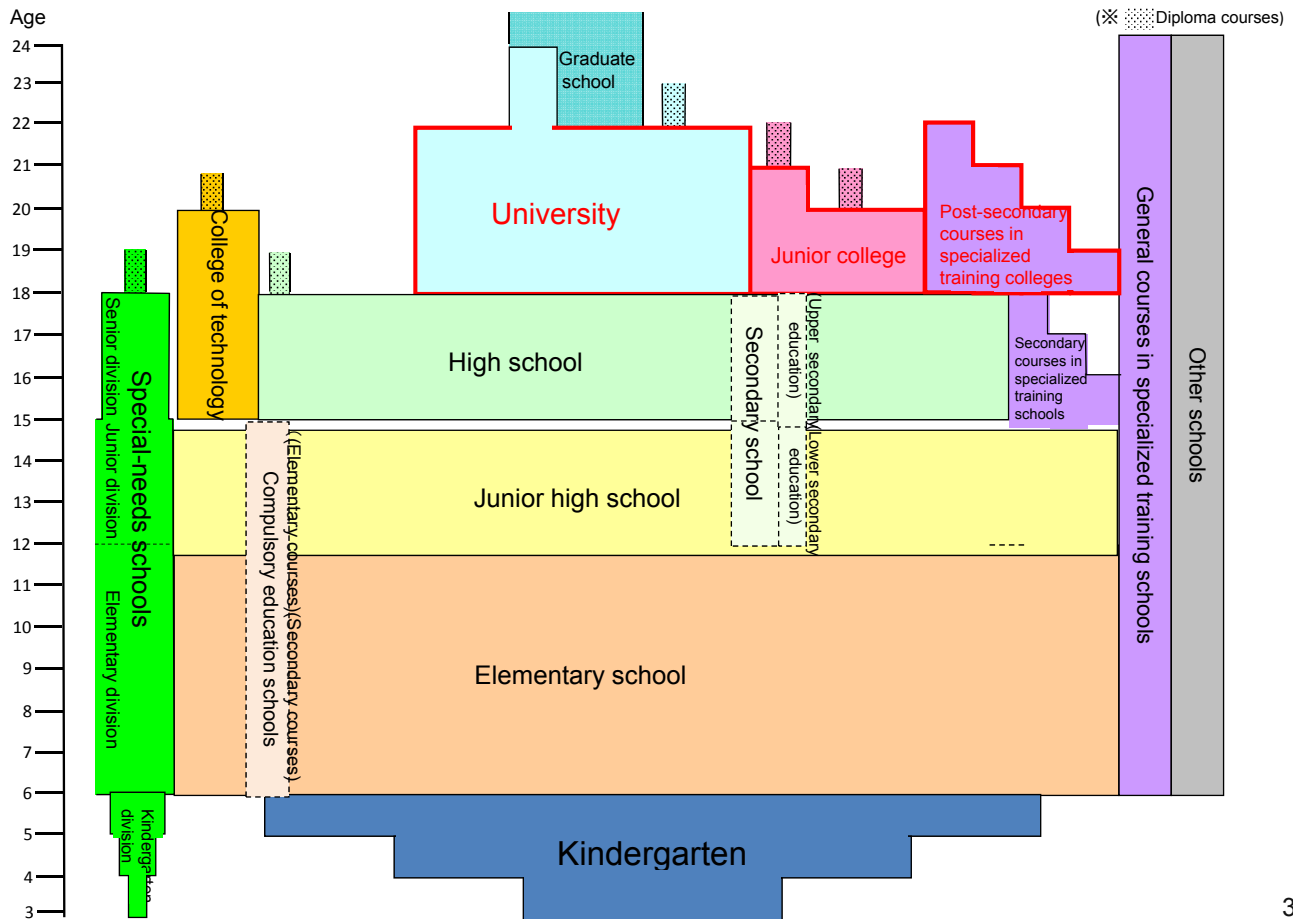 Age
(※ Diploma courses)
24
23
22
21
20
19
18
17
16
15
14
13
12
11
10
9
8
7
6
5
4
3
Graduate
school
University
Junior college
Post-secondary
courses in
specialized
training colleges
College of technology
High school
Secondary school
(Upper secondary
education)
(Lower secondary
education)
Secondary
courses in
specialized
training
schools
General courses in specialized training schools
Other schools
Special-needs schools
Senior division
Junior division
Elementary division
Kindergarten
division
Junior high school
((Elementary courses)(Secondary courses)
Compulsory education schools
Elementary school
Kindergarten
3